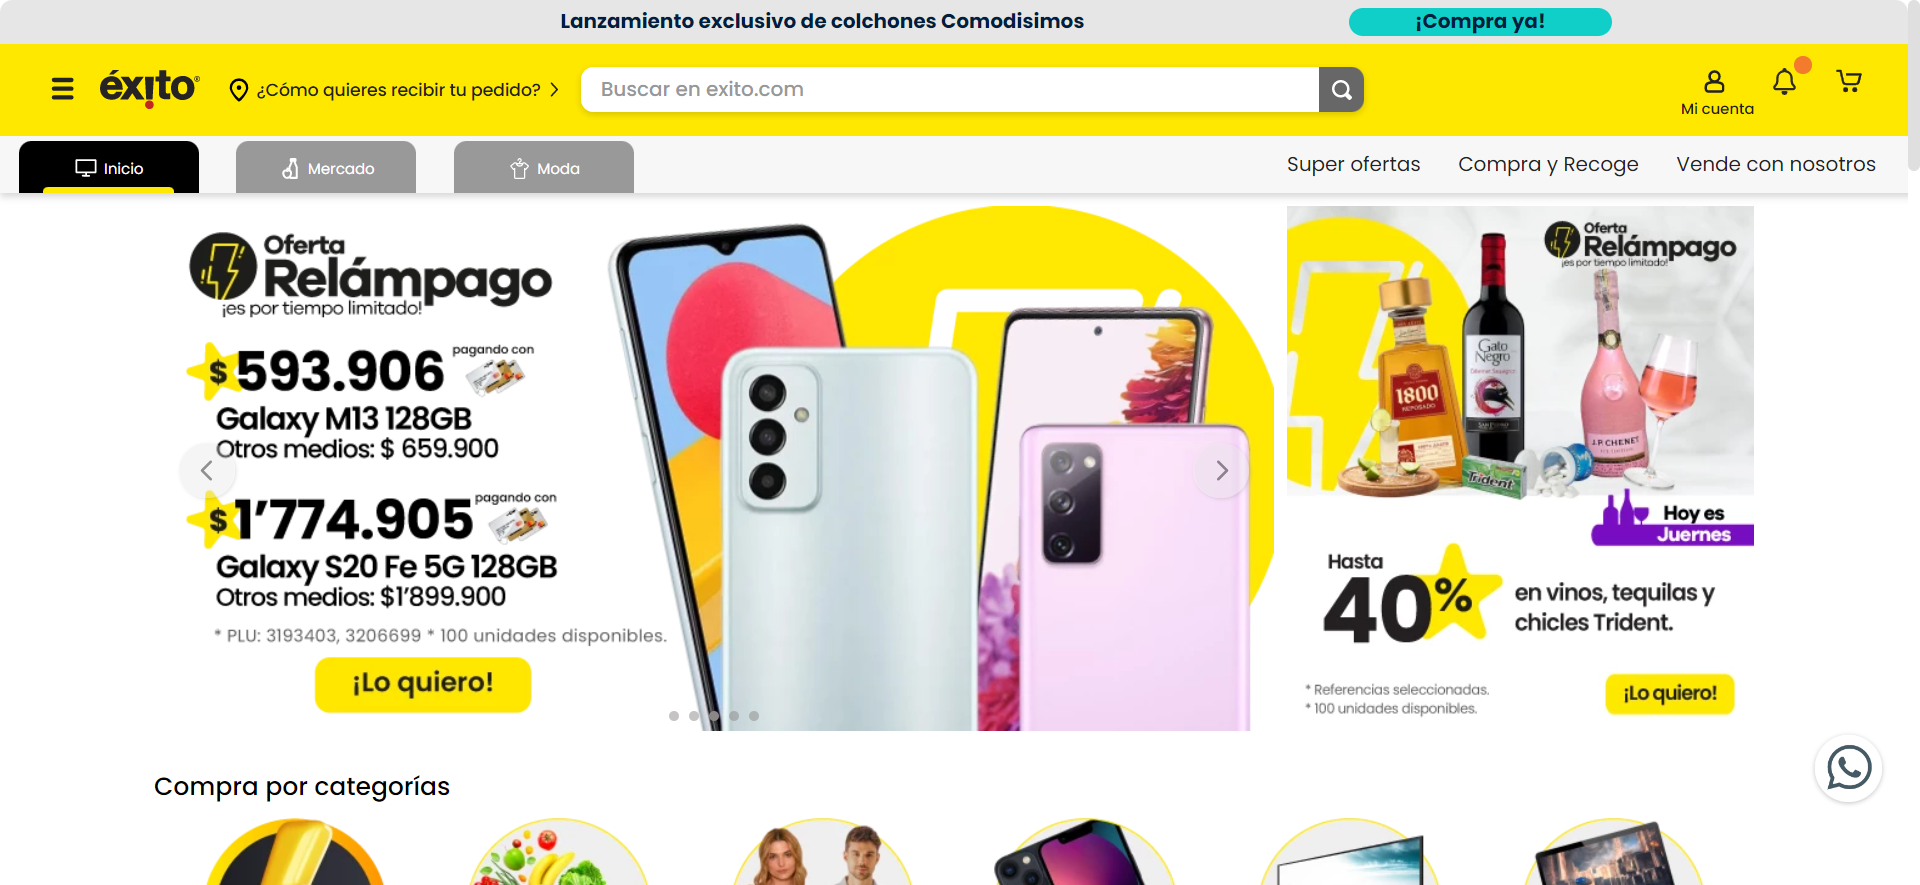 Lanzamiento exclusivo de colchones Comodisimos
¡Compra ya!
éxito
¿Cómo quieres recibir tu pedido?
Buscar en exito.com
Mi cuenta
Inicio
Mercado
Moda
Super ofertas
Compra y Recoge
Vende con nosotros
Oferta
Relámpago
¡es por tiempo limitado!
$593.906 pagando con
Galaxy M13 128GB
Otros medios: $ 659.900
$1'774.905 pagando con
Galaxy S20 Fe 5G 128GB
Otros medios: $1'899.900
* PLU: 3193403, 3206699 * 100 unidades disponibles.
¡Lo quiero!
Oferta
Relámpago
¡es por tiempo limitado!
1800
REPOSADO
Gato
Negro
Cabernet Sauvignon
SAN PEDRO
J.P. CHENET
Trident
Hoy es
Juernes
Hasta
40%
en vinos, tequilas y
chicles Trident.
* Referencias seleccionadas.
* 100 unidades disponibles.
¡Lo quiero!
Compra por categorías